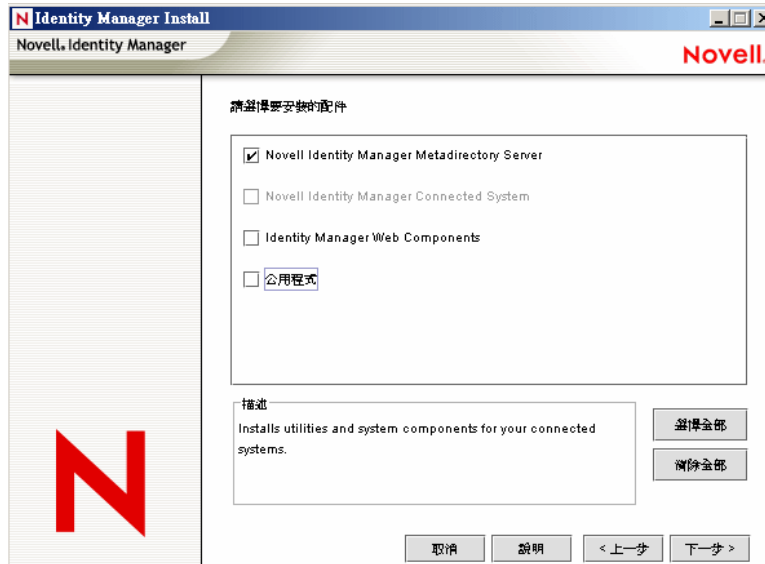 Identity Manager Install
Novell. Identity Manager
Novell.
請選擇要安裝的配件
Novell Identity Manager Metadirectory Server
Novell Identity Manager Connected System
Identity Manager Web Components
公用程式
描述
Installs utilities and system components for your connected
systems.
選擇全部
清除全部
取消
說明
<上一步
下一步>